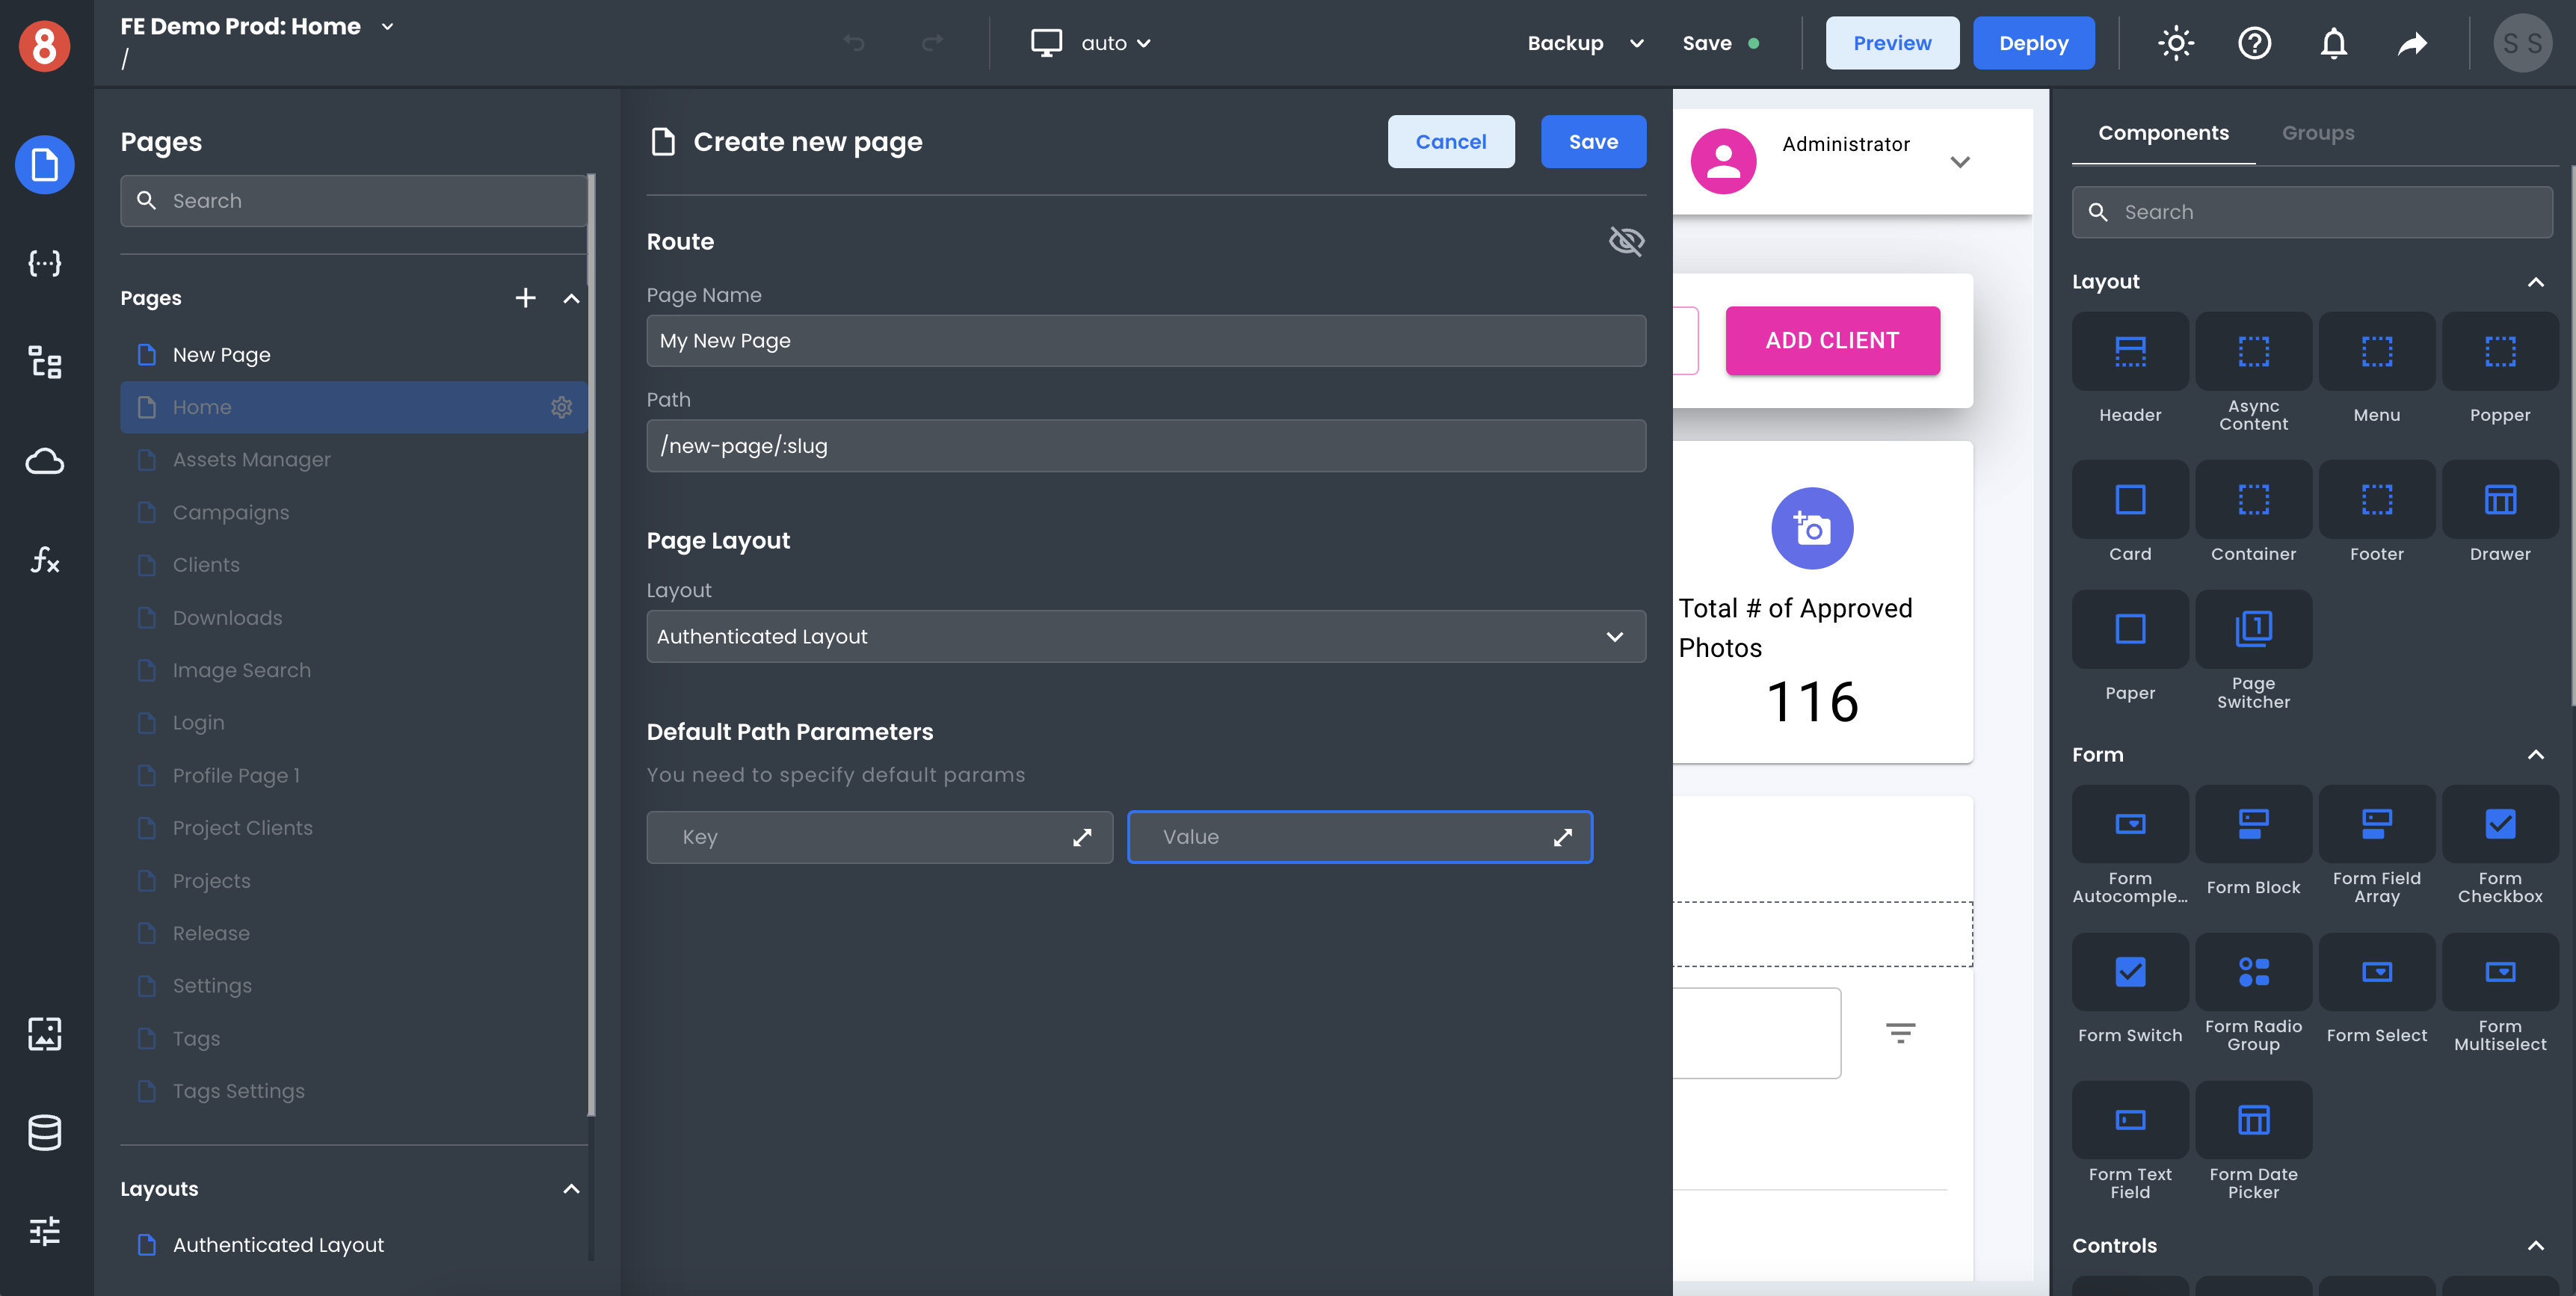 8
FE Demo Prod: Home
/
auto
Backup
Save
Preview
Deploy
S S
Pages
Search
Pages
New Page
Home
Assets Manager
Campaigns
Clients
Downloads
Image Search
Login
Profile Page 1
Project Clients
Projects
Release
Settings
Tags
Tags Settings
Layouts
Authenticated Layout
Create new page
Cancel
Save
Route
Page Name
My New Page
Path
/new-page/:slug
Page Layout
Layout
Authenticated Layout
Default Path Parameters
You need to specify default params
Key
Value
Administrator
ADD CLIENT
Total # of Approved
Photos
116
Components
Groups
Search
Layout
Header
Async
Content
Menu
Popper
Card
Container
Footer
Drawer
Paper
1
Page
Switcher
Form
Form
Autocomple...
Form Block
Form Field
Array
Form
Checkbox
Form Switch
Form Radio
Group
Form Select
Form
Multiselect
Form Text
Field
Form Date
Picker
Controls